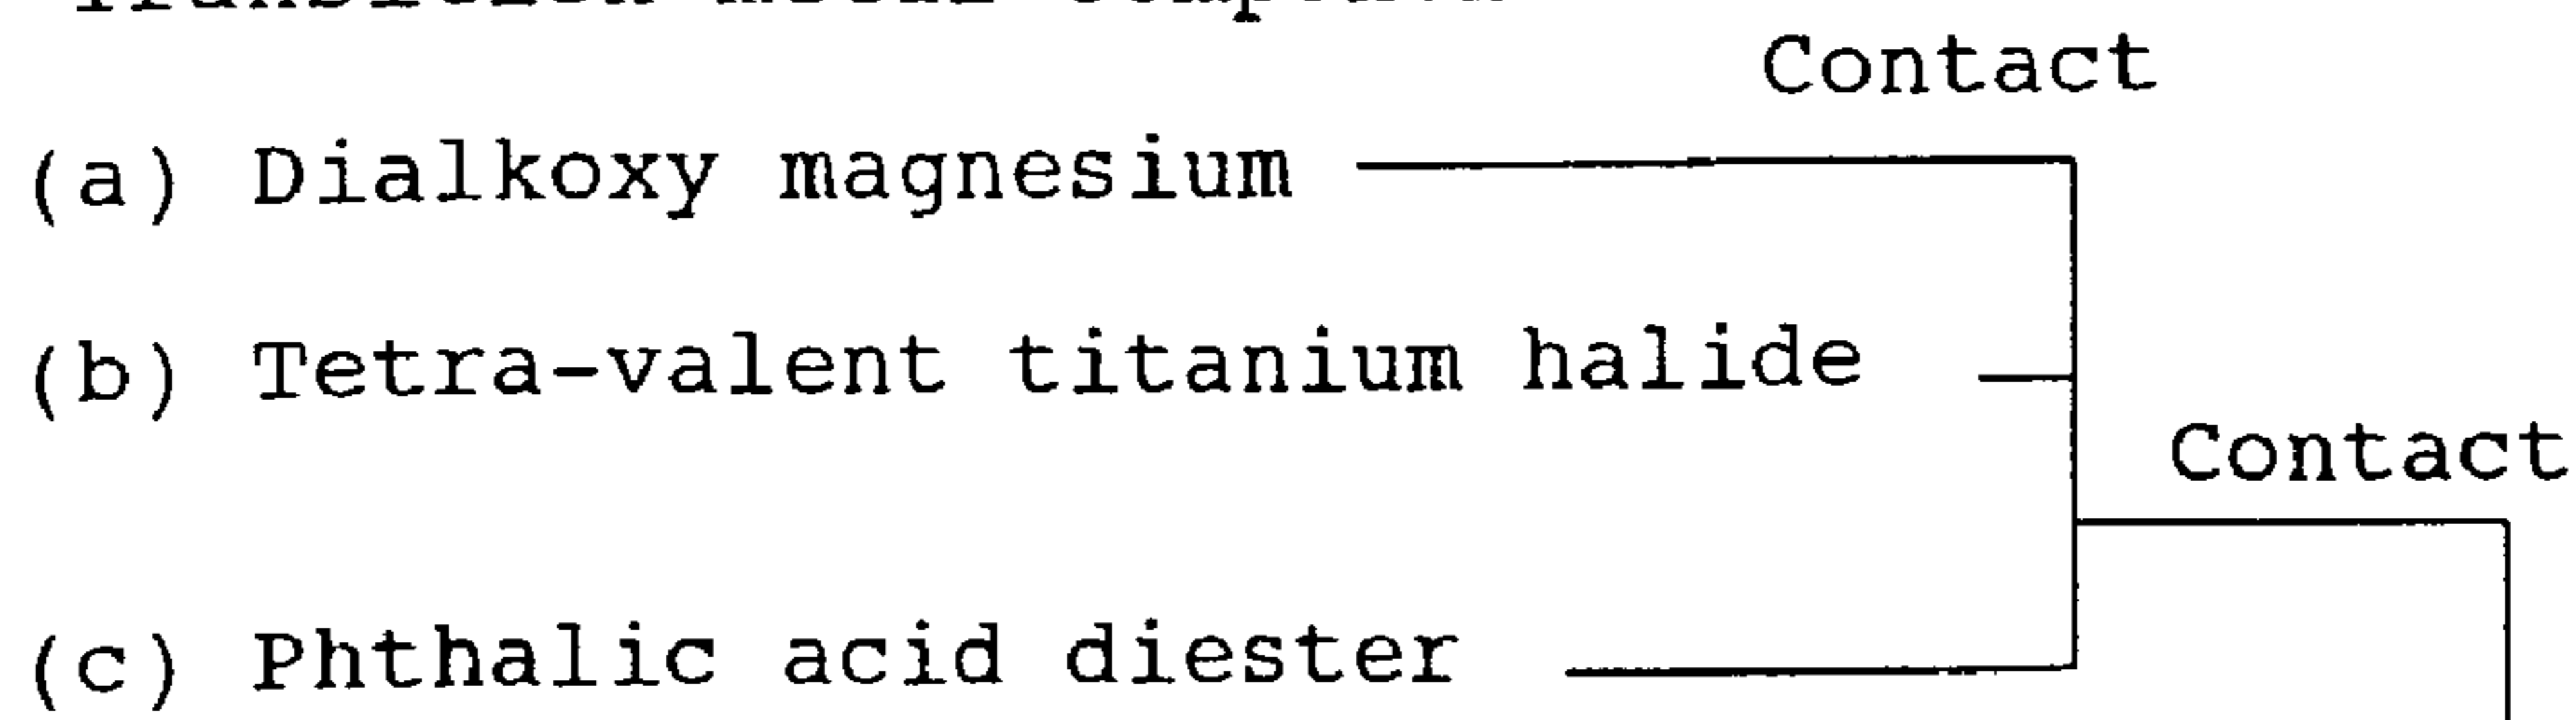 Contact
(a) Dialkoxy magnesium
(b) Tetra-valent titanium halide
Contact
(c) Phthalic acid diester